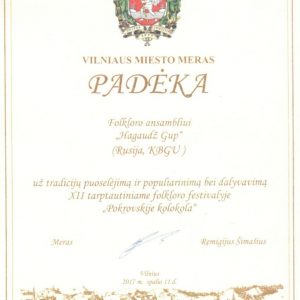 VILNIAUS MIESTO MERAS
PADĖKA
Folkloro ansambliui
„Hagaudž Gup“
(Rusija, KBGU )
už tradicijų puoselėjimą ir populiarinimą bei dalyvavimą
XII tarptautiniame folkloro festivalyje
„Pokrovskije kolokola“
Meras Remigijus Šimašius
Vilnius
2017 m. spalio 11 d.